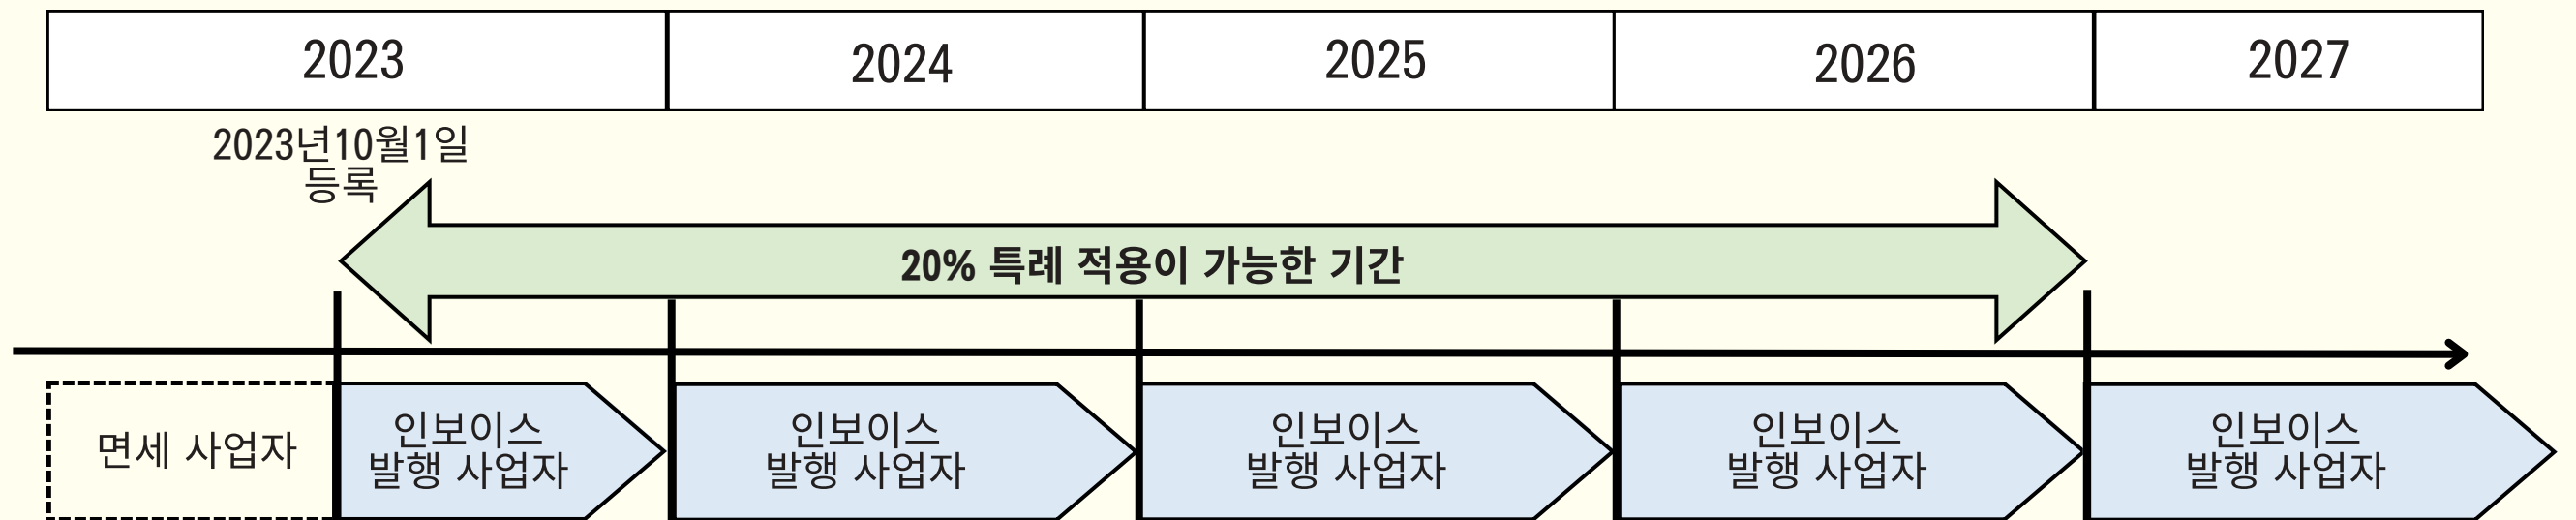 2023
2024
2025
2026
2027
2023년10월1일
등록
20% 특례 적용이 가능한 기간
면세 사업자
인보이스
발행 사업자
인보이스
발행 사업자
인보이스
발행 사업자
인보이스
발행 사업자
인보이스
발행 사업자